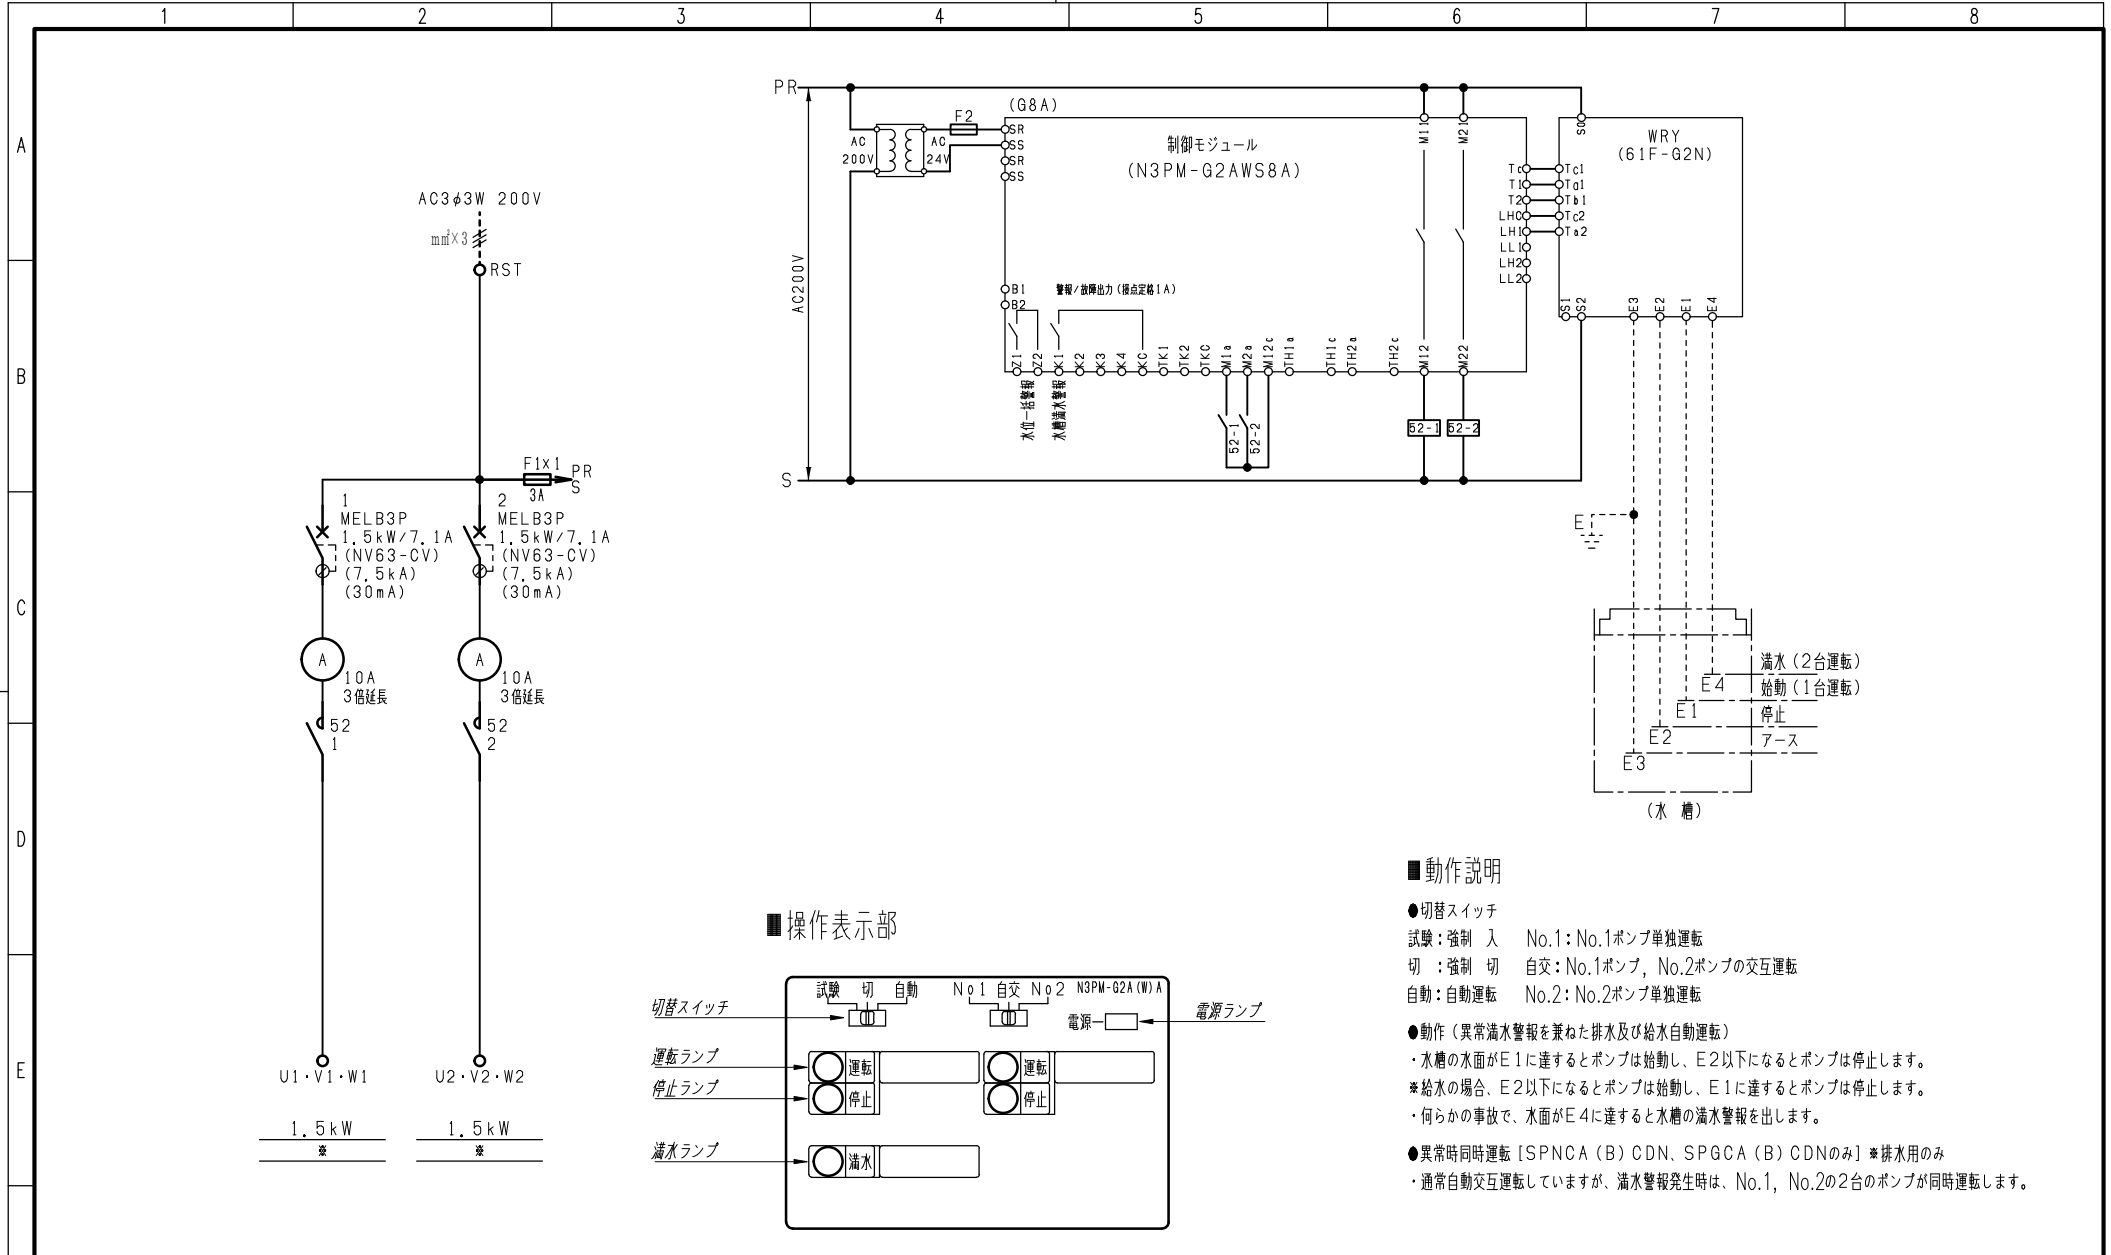 1 2 3 4 5 6 7 8
A
B
C
D
E
AC3φ3W 200V
mm²×3
RST
F1x1
3A
PR
S
1
MELB3P
1.5kW/7.1A
(NV63-CV)
(7.5kA)
(30mA)
2
MELB3P
1.5kW/7.1A
(NV63-CV)
(7.5kA)
(30mA)
A
10A
3倍延長
A
10A
3倍延長
52
1
52
2
U1・V1・W1
U2・V2・W2
1.5kW
※
1.5kW
※
PR
AC200V
S
AC
200V
AC
24V
F2
(G8A)
SR
SS
SR
SS
制御モジュール
(N3PM-G2AWS8A)
M11
M21
Tc
T1
T2
LHC
LH1
LL1
LH2
LL2
B1
B2
警報/故障出力(接点定格1A)
Z1
Z2
K1
K2
K3
K4
KC
TK1
TK2
TKC
M1a
M2a
M12c
TH1a
TH1c
TH2a
TH2c
M12
M22
水位一括警報
水槽満水警報
52-1
52-2
52-1
52-2
S0
WRY
(61F-G2N)
Tc1
Ta1
Tb1
Tc2
Ta2
S1
S2
E3
E2
E1
E4
E
満水(2台運転)
E4
始動(1台運転)
E1
停止
E2
アース
E3
(水 槽)
■操作表示部
試験 切 自動
No1 自交 No2
N3PM-G2A(W)A
切替スイッチ
電源
電源ランプ
運転ランプ
運転
運転
停止ランプ
停止
停止
満水ランプ
満水
■動作説明
●切替スイッチ
試験:強制 入 No.1:No.1ポンプ単独運転
切 :強制 切 自交:No.1ポンプ, No.2ポンプの交互運転
自動:自動運転 No.2:No.2ポンプ単独運転
●動作(異常満水警報を兼ねた排水及び給水自動運転)
・水槽の水面がE1に達するとポンプは始動し、E2以下になるとポンプは停止します。
※給水の場合、E2以下になるとポンプは始動し、E1に達するとポンプは停止します。
・何らかの事故で、水面がE4に達すると水槽の満水警報を出します。
●異常時同時運転[SPNCA(B)CDN、SPGCA(B)CDNのみ]※排水用のみ
・通常自動交互運転していますが、満水警報発生時は、No.1, No.2の2台のポンプが同時運転します。